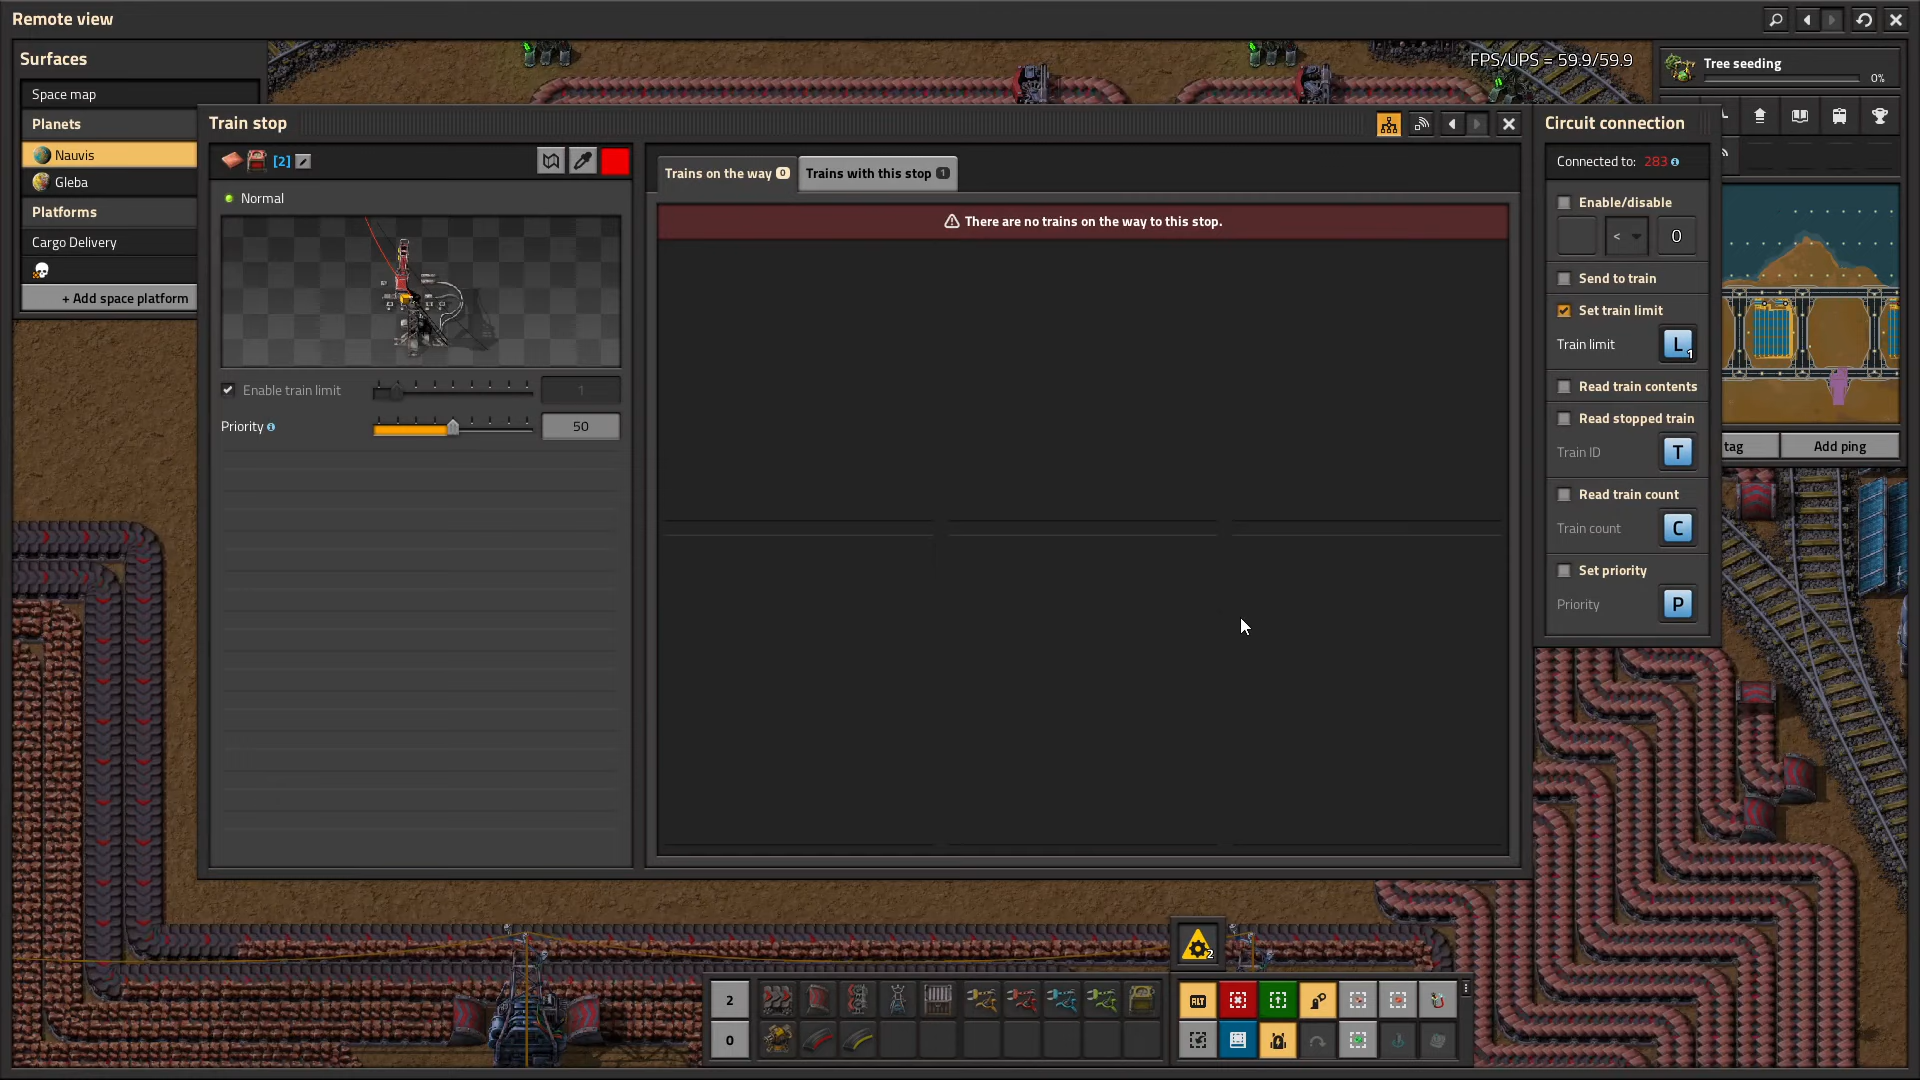 Remote view
Surfaces
Space map
Planets
Nauvis
Gleba
Platforms
Cargo Delivery
+ Add space platform
FPS/UPS = 59.9/59.9
Tree seeding
0%
Train stop
[2]
Normal
Enable train limit
1
Priority
50
Trains on the way 0
Trains with this stop 1
There are no trains on the way to this stop.
Circuit connection
Connected to: 283
Enable/disable
< 0
Send to train
Set train limit
Train limit L 1
Read train contents
Read stopped train
Train ID T
Read train count
Train count C
Set priority
Priority P
tag
Add ping
2
2
0
ALT